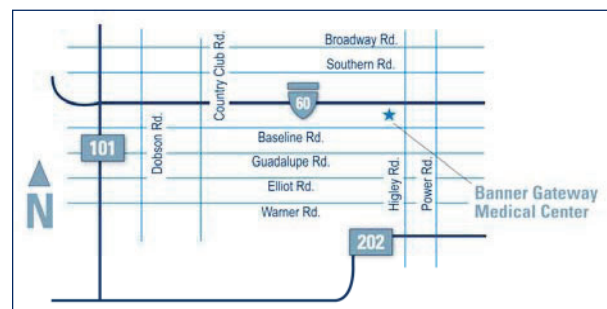 Broadway Rd.
Southern Rd.
Country Club Rd.
60
101
Dobson Rd.
Baseline Rd.
Guadalupe Rd.
Elliot Rd.
Warner Rd.
Higley Rd.
Power Rd.
Banner Gateway
Medical Center
N
202